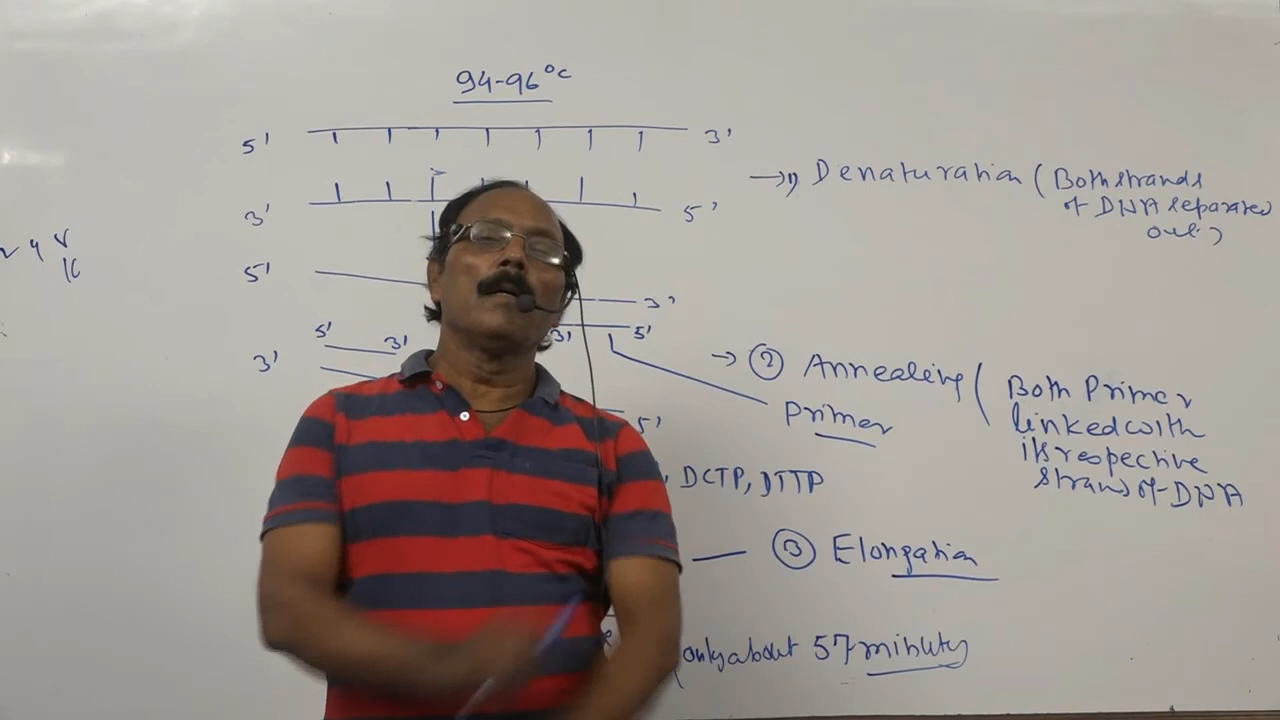 94-96°c
5' 3'
→1) Denaturation ( Both strands
of DNA separated
out )
3' 5'
5' 3'
5' 3' 3' 5'
3'
→ ② Annealing ( Both Primer
linked with
its respective
strand of DNA
Primer
5'
, DCTP, DTTP
③ Elongation
(only about 57 minutes